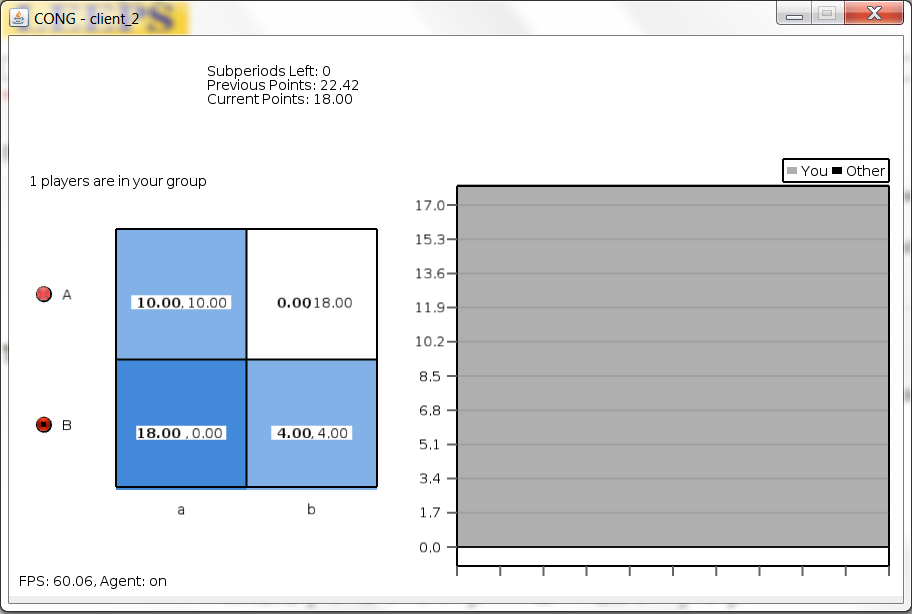 CONG - client_2
Subperiods Left: 0
Previous Points: 22.42
Current Points: 18.00
1 players are in your group
You Other
A
10.00, 10.00
0.00 18.00
B
18.00 , 0.00
4.00, 4.00
a
b
17.0
15.3
13.6
11.9
10.2
8.5
6.8
5.1
3.4
1.7
0.0
FPS: 60.06, Agent: on